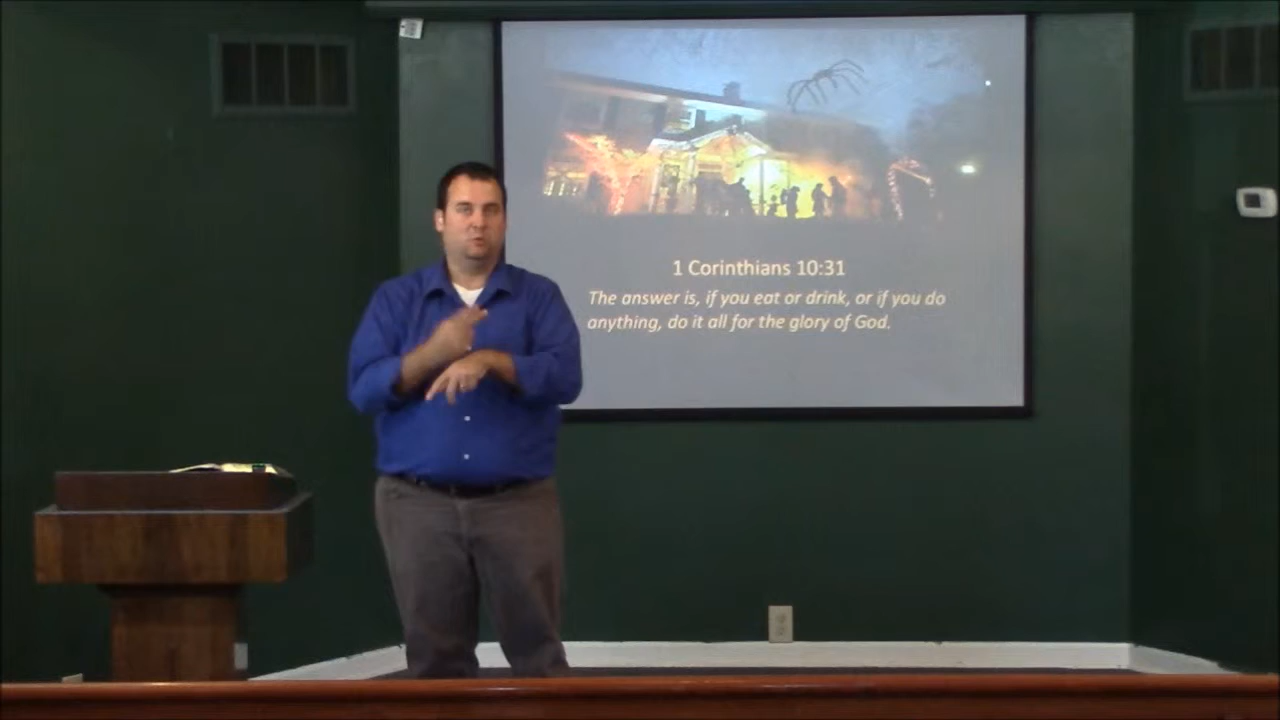 1 Corinthians 10:31
The answer is, if you eat or drink, or if you do
anything, do it all for the glory of God.